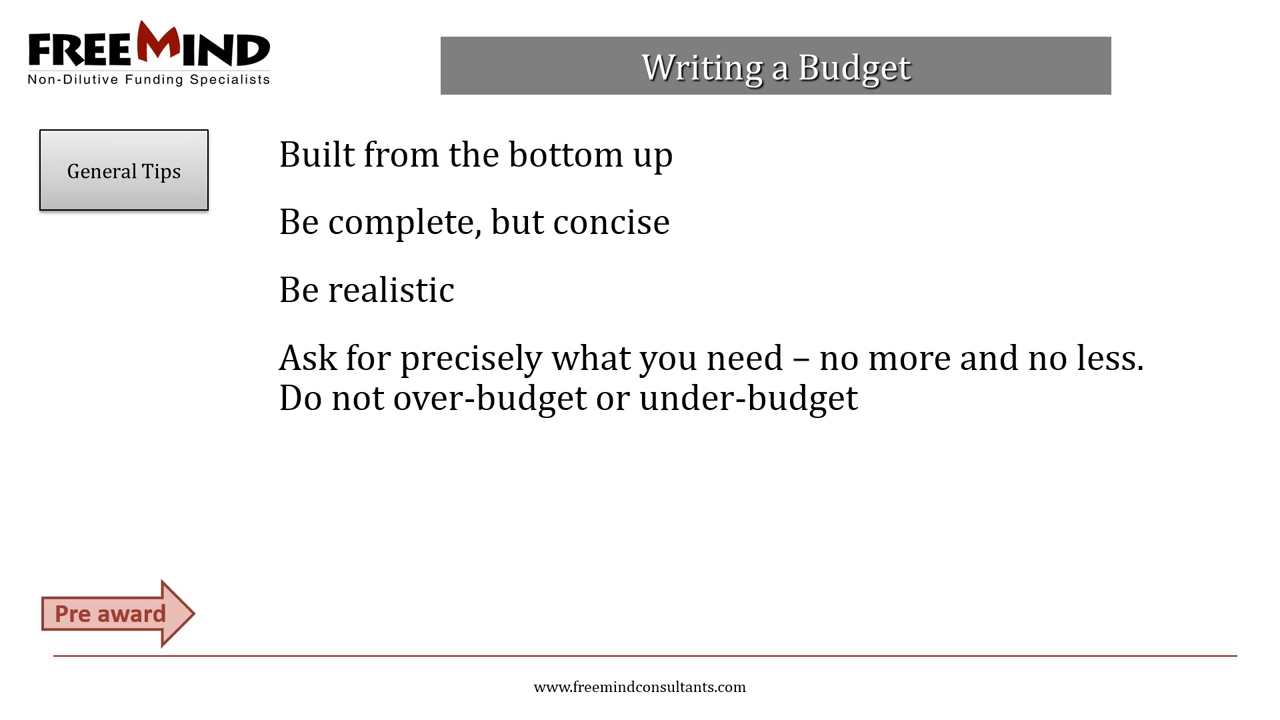 FREEMIND
Non-Dilutive Funding Specialists
Writing a Budget
General Tips
Built from the bottom up
Be complete, but concise
Be realistic
Ask for precisely what you need – no more and no less.
Do not over-budget or under-budget
Pre award
www.freemindconsultants.com